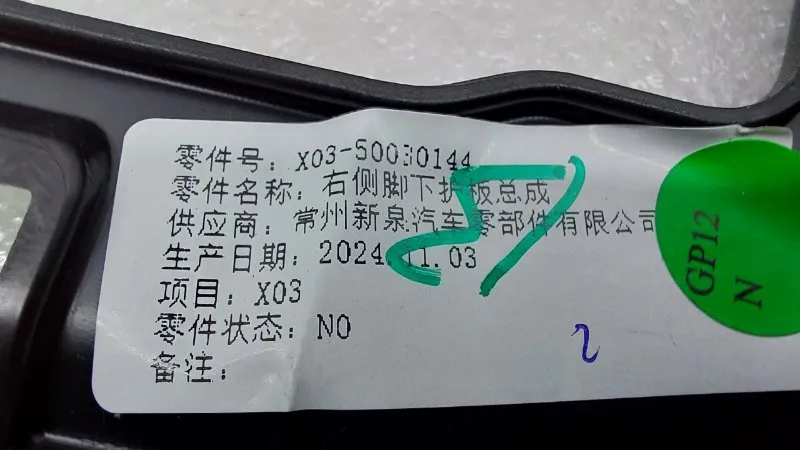 零件号：X03-50030144
零件名称：右侧脚下护板总成
供应商：常州新泉汽车零部件有限公司
生产日期：2024.11.03
项目：X03
零件状态：NO
备注：
GP12
N